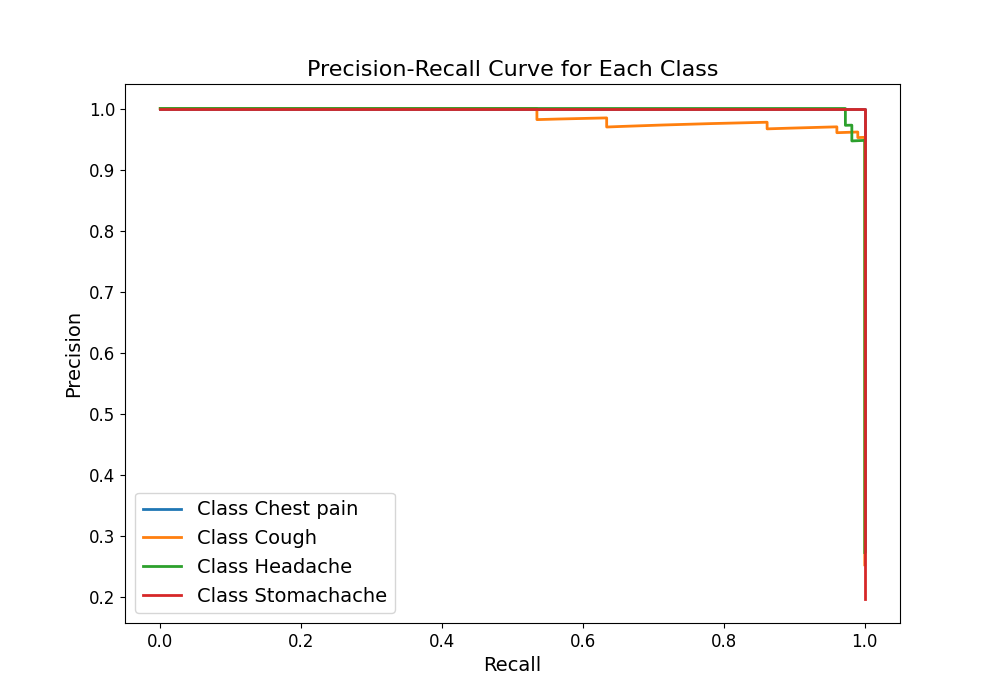 Precision-Recall Curve for Each Class
1.0
0.9
0.8
0.7
0.6
0.5
0.4
0.3
0.2
Precision
Class Chest pain
Class Cough
Class Headache
Class Stomachache
0.0 0.2 0.4 0.6 0.8 1.0
Recall